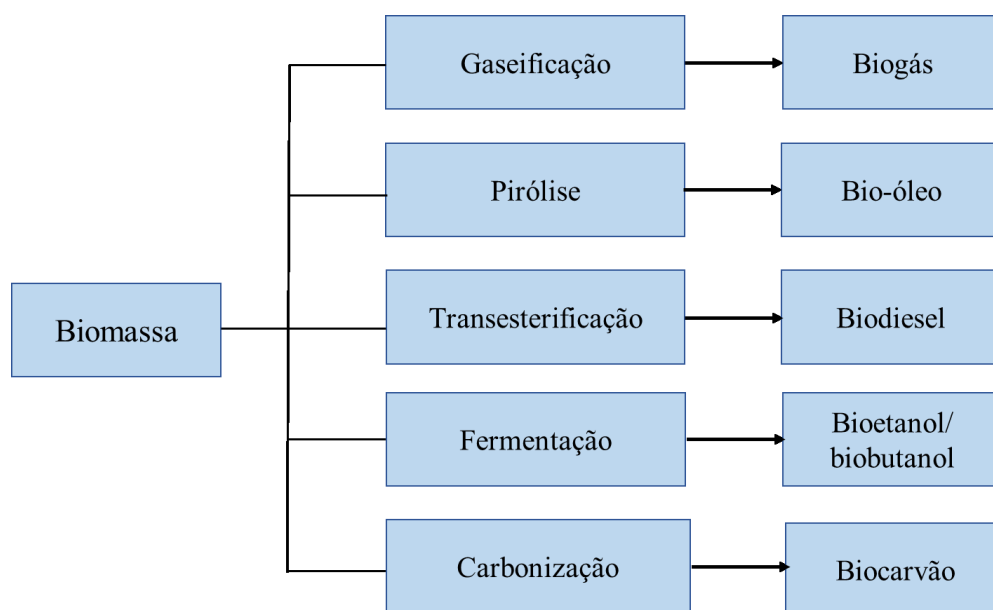 Gaseificação
Biogás
Pirólise
Bio-óleo
Biomassa
Transesterificação
Biodiesel
Fermentação
Bioetanol/
biobutanol
Carbonização
Biocarvão